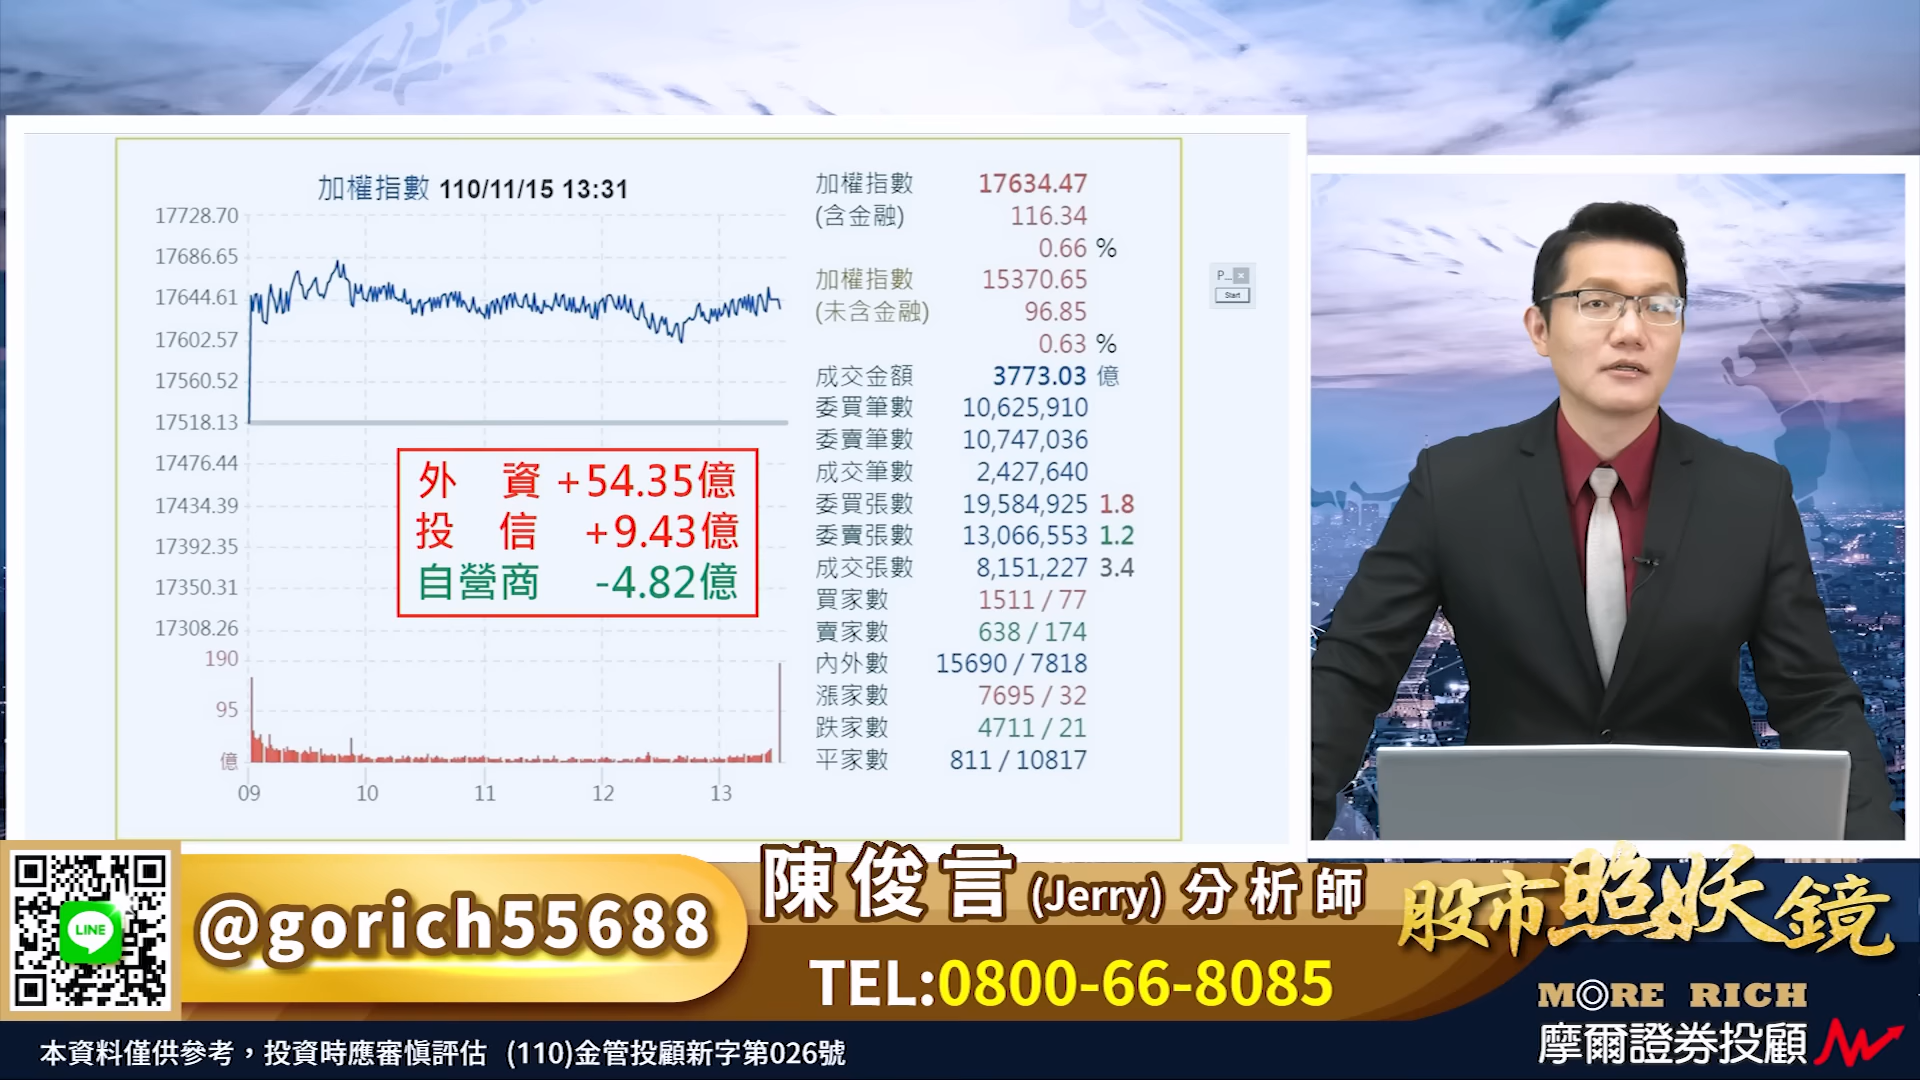 加權指數 110/11/15 13:31
17728.70
17686.65
17644.61
17602.57
17560.52
17518.13
17476.44
17434.39
17392.35
17350.31
17308.26
190
95
億
09 10 11 12 13
外 資 +54.35億
投 信 +9.43億
自營商 -4.82億
加權指數 17634.47
(含金融) 116.34
0.66 %
加權指數 15370.65
(未含金融) 96.85
0.63 %
成交金額 3773.03 億
委買筆數 10,625,910
委賣筆數 10,747,036
成交筆數 2,427,640
委買張數 19,584,925 1.8
委賣張數 13,066,553 1.2
成交張數 8,151,227 3.4
買家數 1511 / 77
賣家數 638 / 174
內外數 15690 / 7818
漲家數 7695 / 32
跌家數 4711 / 21
平家數 811 / 10817
P...
Start
LINE
@gorich55688
陳俊言 (Jerry) 分析師
TEL:0800-66-8085
股市照妖鏡
MORE RICH
摩爾證券投顧
本資料僅供參考，投資時應審慎評估 (110)金管投顧新字第026號